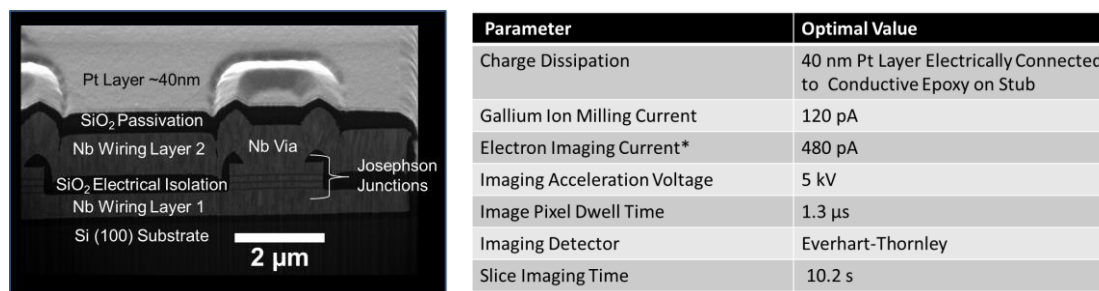 Pt Layer ~40nm
SiO2 Passivation
Nb Wiring Layer 2
Nb Via
Josephson
Junctions
SiO2 Electrical Isolation
Nb Wiring Layer 1
Si (100) Substrate
2 µm
Parameter Optimal Value
Charge Dissipation 40 nm Pt Layer Electrically Connected
to Conductive Epoxy on Stub
Gallium Ion Milling Current 120 pA
Electron Imaging Current* 480 pA
Imaging Acceleration Voltage 5 kV
Image Pixel Dwell Time 1.3 µs
Imaging Detector Everhart-Thornley
Slice Imaging Time 10.2 s